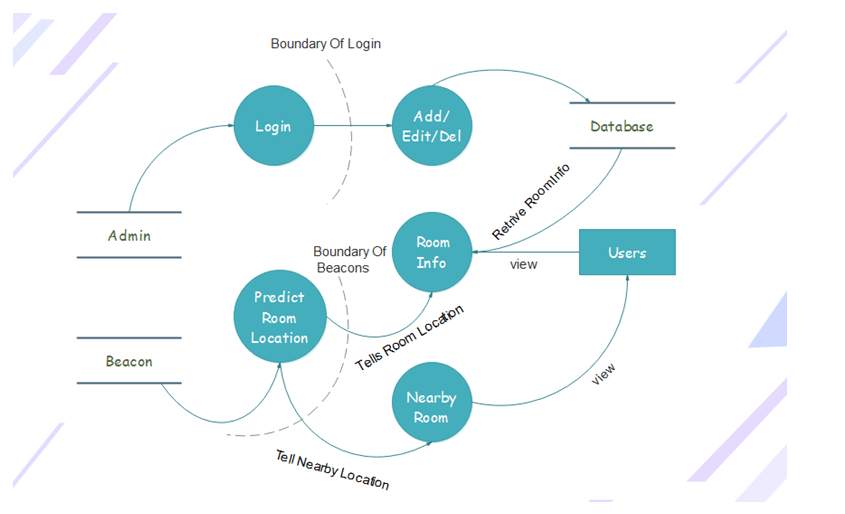 Boundary Of Login
Login
Add/
Edit/Del
Database
Retrive RoomInfo
Admin
Room
Info
Users
view
Boundary Of
Beacons
Predict
Room
Location
Tells Room Location
Beacon
Nearby
Room
view
Tell Nearby Location